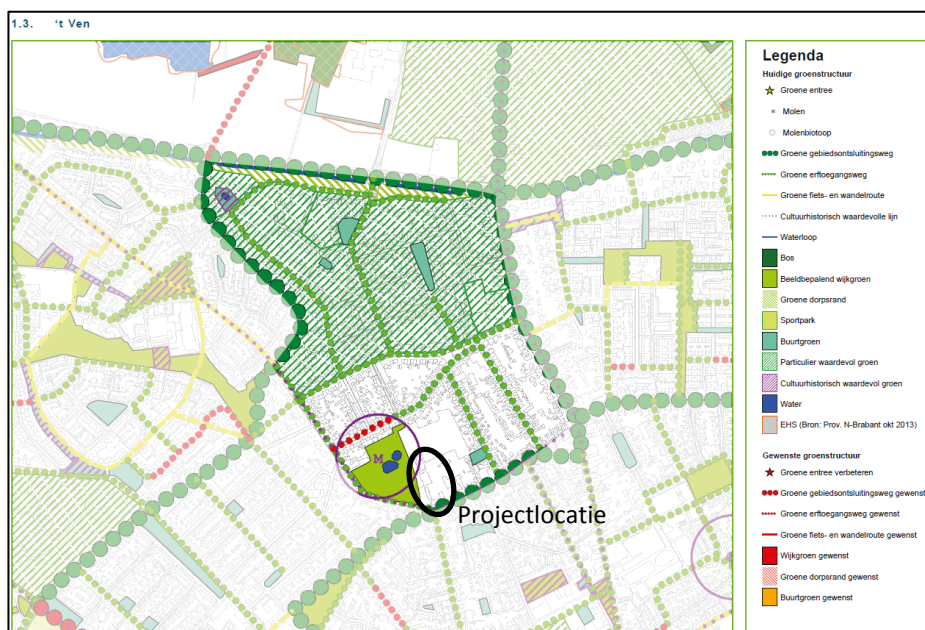 1.3. 't Ven
M
Projectlocatie
Legenda
Huidige groenstructuur
Groene entree
Molen
Molenbiotoop
Groene gebiedsontsluitingsweg
Groene erftoegangsweg
Groene fiets- en wandelroute
Cultuurhistorisch waardevolle lijn
Waterloop
Bos
Beeldbepalend wijkgroen
Groene dorpsrand
Sportpark
Buurtgroen
Particulier waardevol groen
Cultuurhistorisch waardevol groen
Water
EHS (Bron: Prov. N-Brabant okt 2013)
Gewenste groenstructuur
Groene entree verbeteren
Groene gebiedsontsluitingsweg gewenst
Groene erftoegangsweg gewenst
Groene fiets- en wandelroute gewenst
Wijkgroen gewenst
Groene dorpsrand gewenst
Buurtgroen gewenst